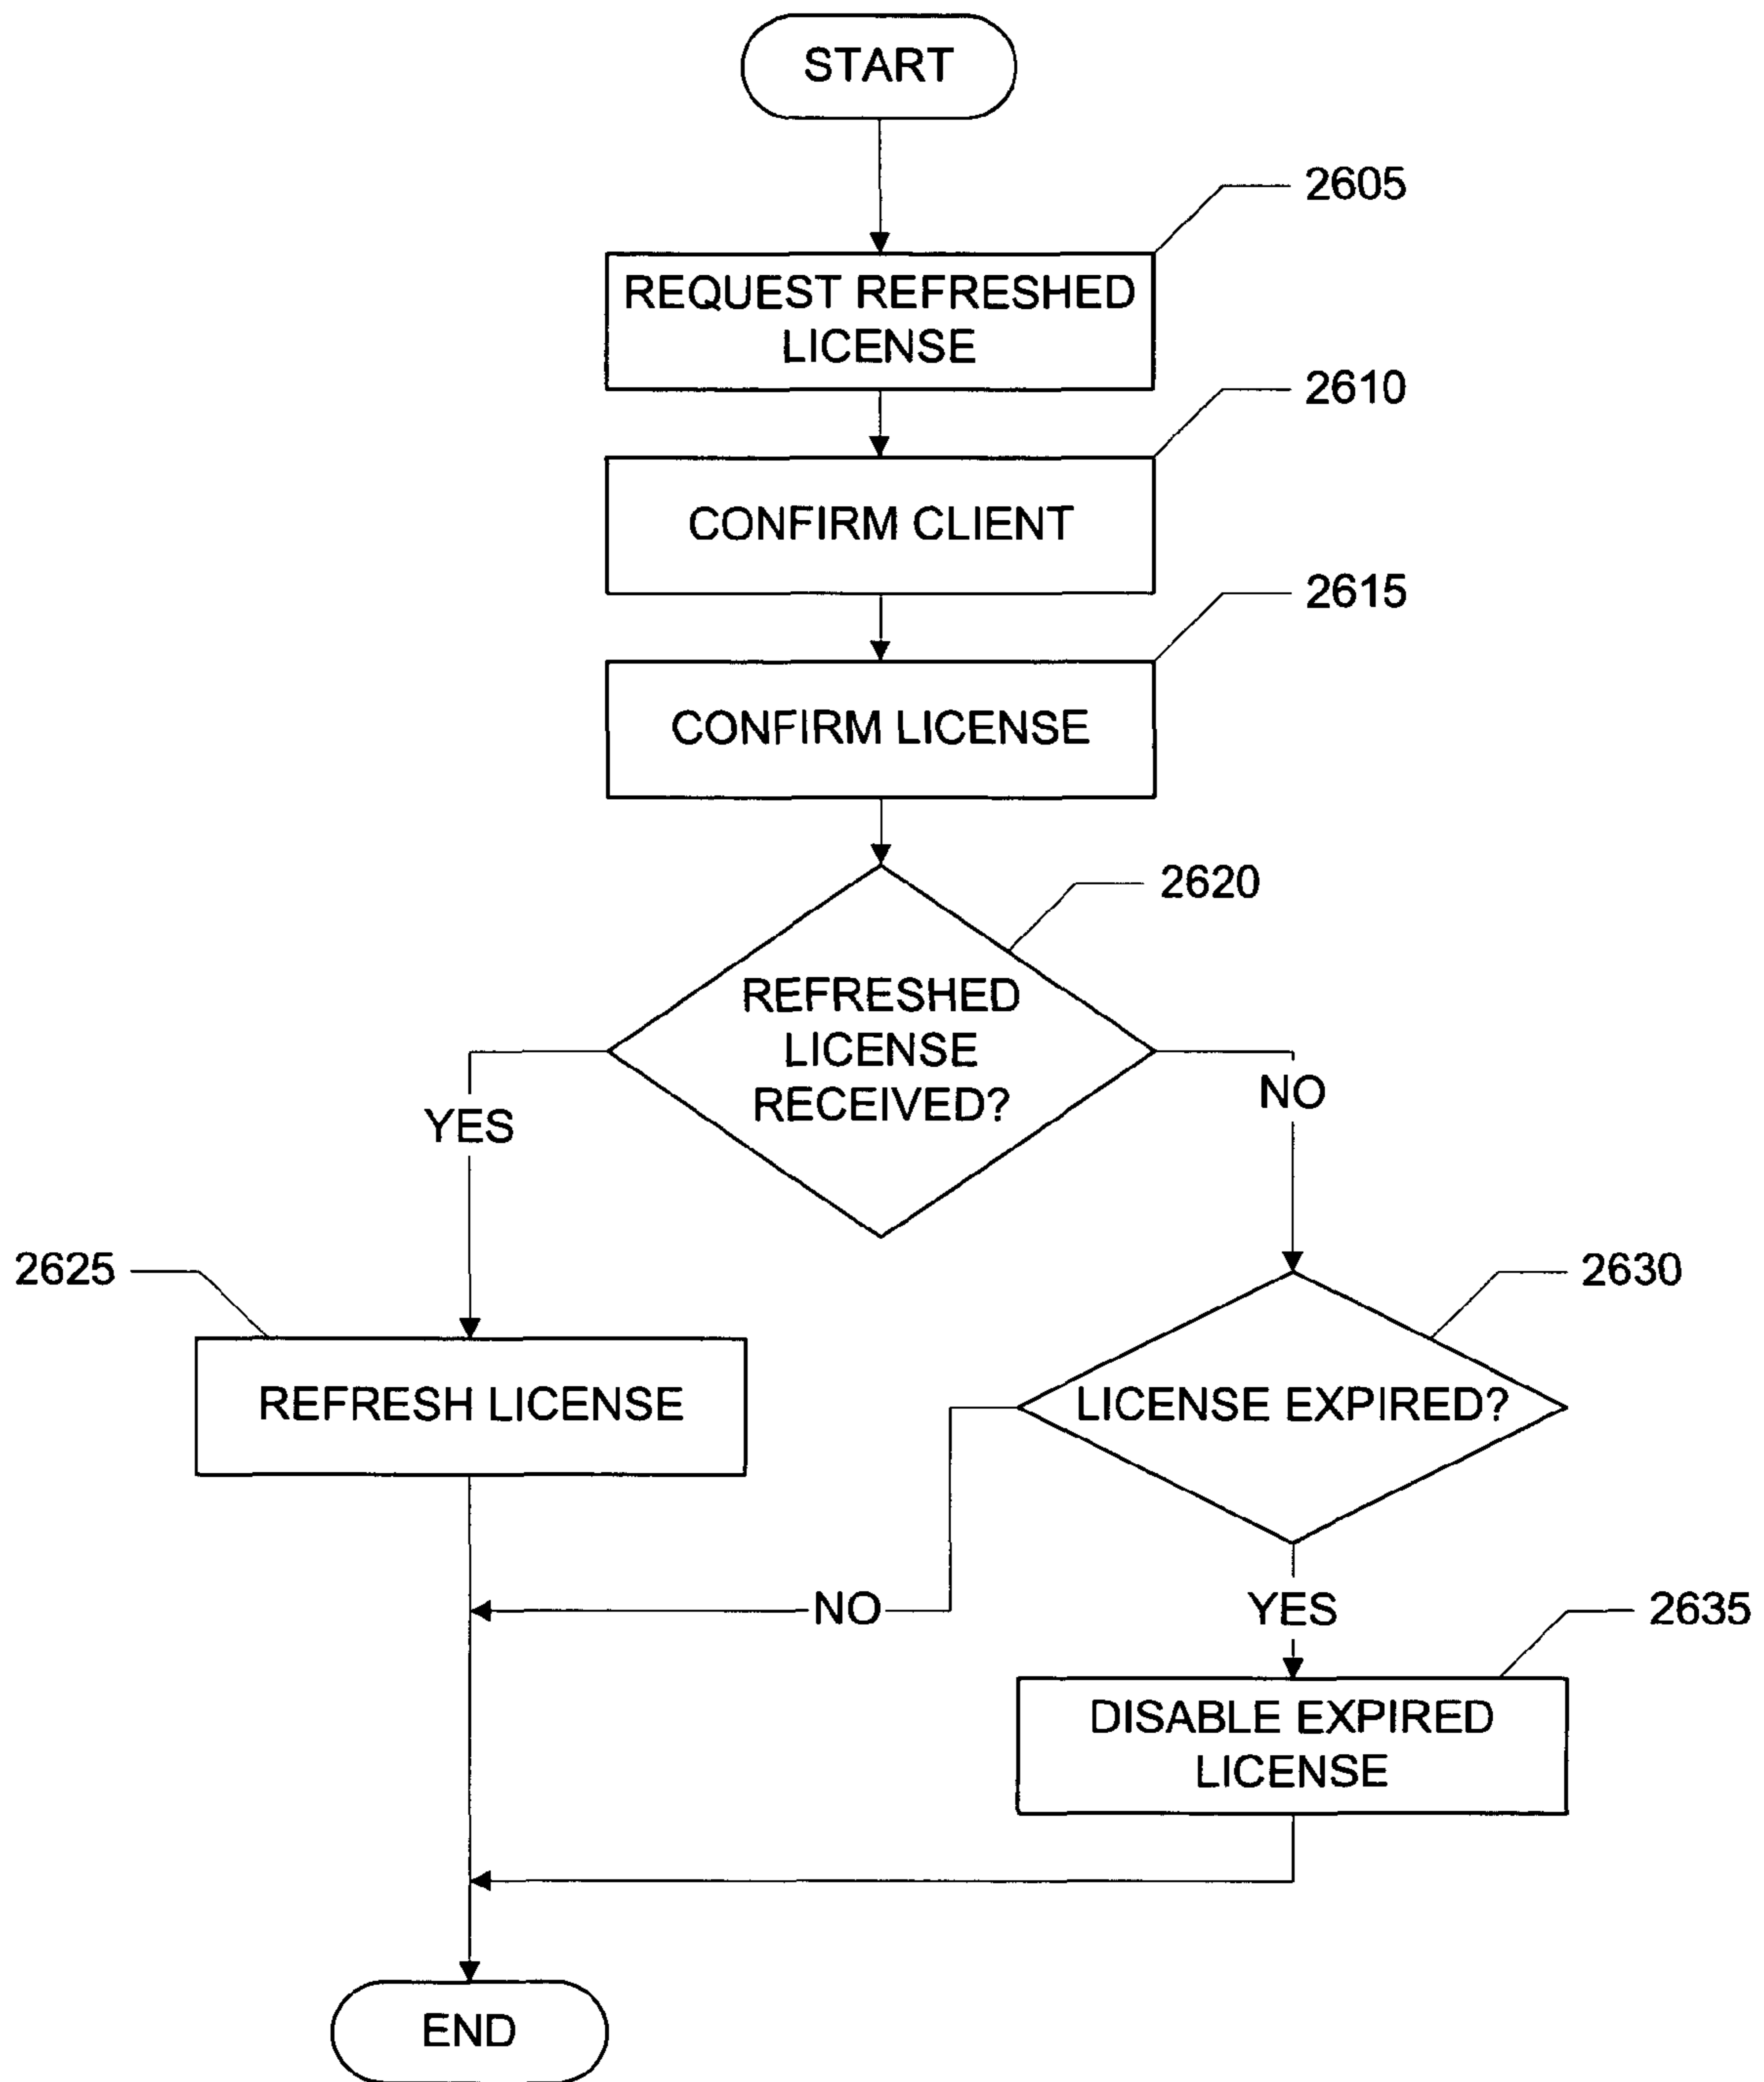 START
2605
REQUEST REFRESHED
LICENSE
2610
CONFIRM CLIENT
2615
CONFIRM LICENSE
2620
REFRESHED
LICENSE
RECEIVED?
YES
NO
2625
2630
REFRESH LICENSE
LICENSE EXPIRED?
NO
YES
2635
DISABLE EXPIRED
LICENSE
END